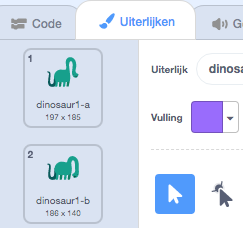 Code
Uiterlijken
G
1
dinosaur1-a
197 x 185
2
dinosaur1-b
186 x 140
Uiterlijk
dinosa
Vulling